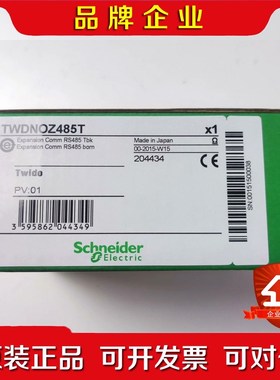 品 牌 企 业
TWDNOZ485T
x1
Expansion Comm RS485 Tbk
Expansion Comm RS485 born
Made in Japan
00-2015-W15
204434
Twido
PV:01
Schneider
Electric
3 595862 044349
企业
原装正品 可开发票 可对